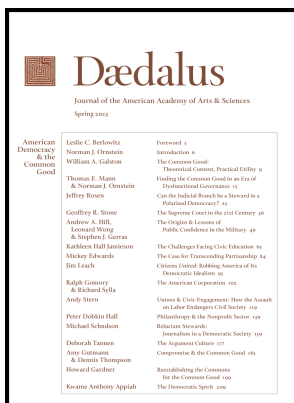 Dædalus
Journal of the American Academy of Arts & Sciences
Spring 2013
American
Democracy
& the
Common
Good
Leslie C. Berlowitz Foreword 5
Norman J. Ornstein Introduction 6
William A. Galston The Common Good:
Theoretical Content, Practical Utility 9
Thomas E. Mann Finding the Common Good in an Era of
& Norman J. Ornstein Dysfunctional Governance 15
Jeffrey Rosen Can the Judicial Branch be a Steward in a
Polarized Democracy? 25
Geoffrey R. Stone The Supreme Court in the 21st Century 36
Andrew A. Hill, The Origins & Lessons of
Leonard Wong Public Confidence in the Military 49
& Stephen J. Gerras
Kathleen Hall Jamieson The Challenges Facing Civic Education 65
Mickey Edwards The Case for Transcending Partisanship 84
Jim Leach Citizens United: Robbing America of Its
Democratic Idealism 95
Ralph Gomory The American Corporation 102
& Richard Sylla
Andy Stern Unions & Civic Engagement: How the Assault
on Labor Endangers Civil Society 119
Peter Dobkin Hall Philanthropy & the Nonprofit Sector 139
Michael Schudson Reluctant Stewards:
Journalism in a Democratic Society 159
Deborah Tannen The Argument Culture 177
Amy Gutmann Compromise & the Common Good 185
& Dennis Thompson
Howard Gardner Reestablishing the Commons
for the Common Good 199
Kwame Anthony Appiah The Democratic Spirit 209